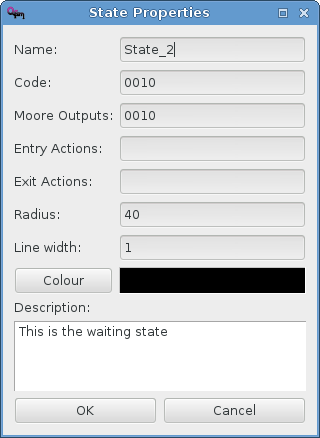 State Properties
Name: State_2
Code: 0010
Moore Outputs: 0010
Entry Actions:
Exit Actions:
Radius: 40
Line width: 1
Colour
Description:
This is the waiting state
OK Cancel